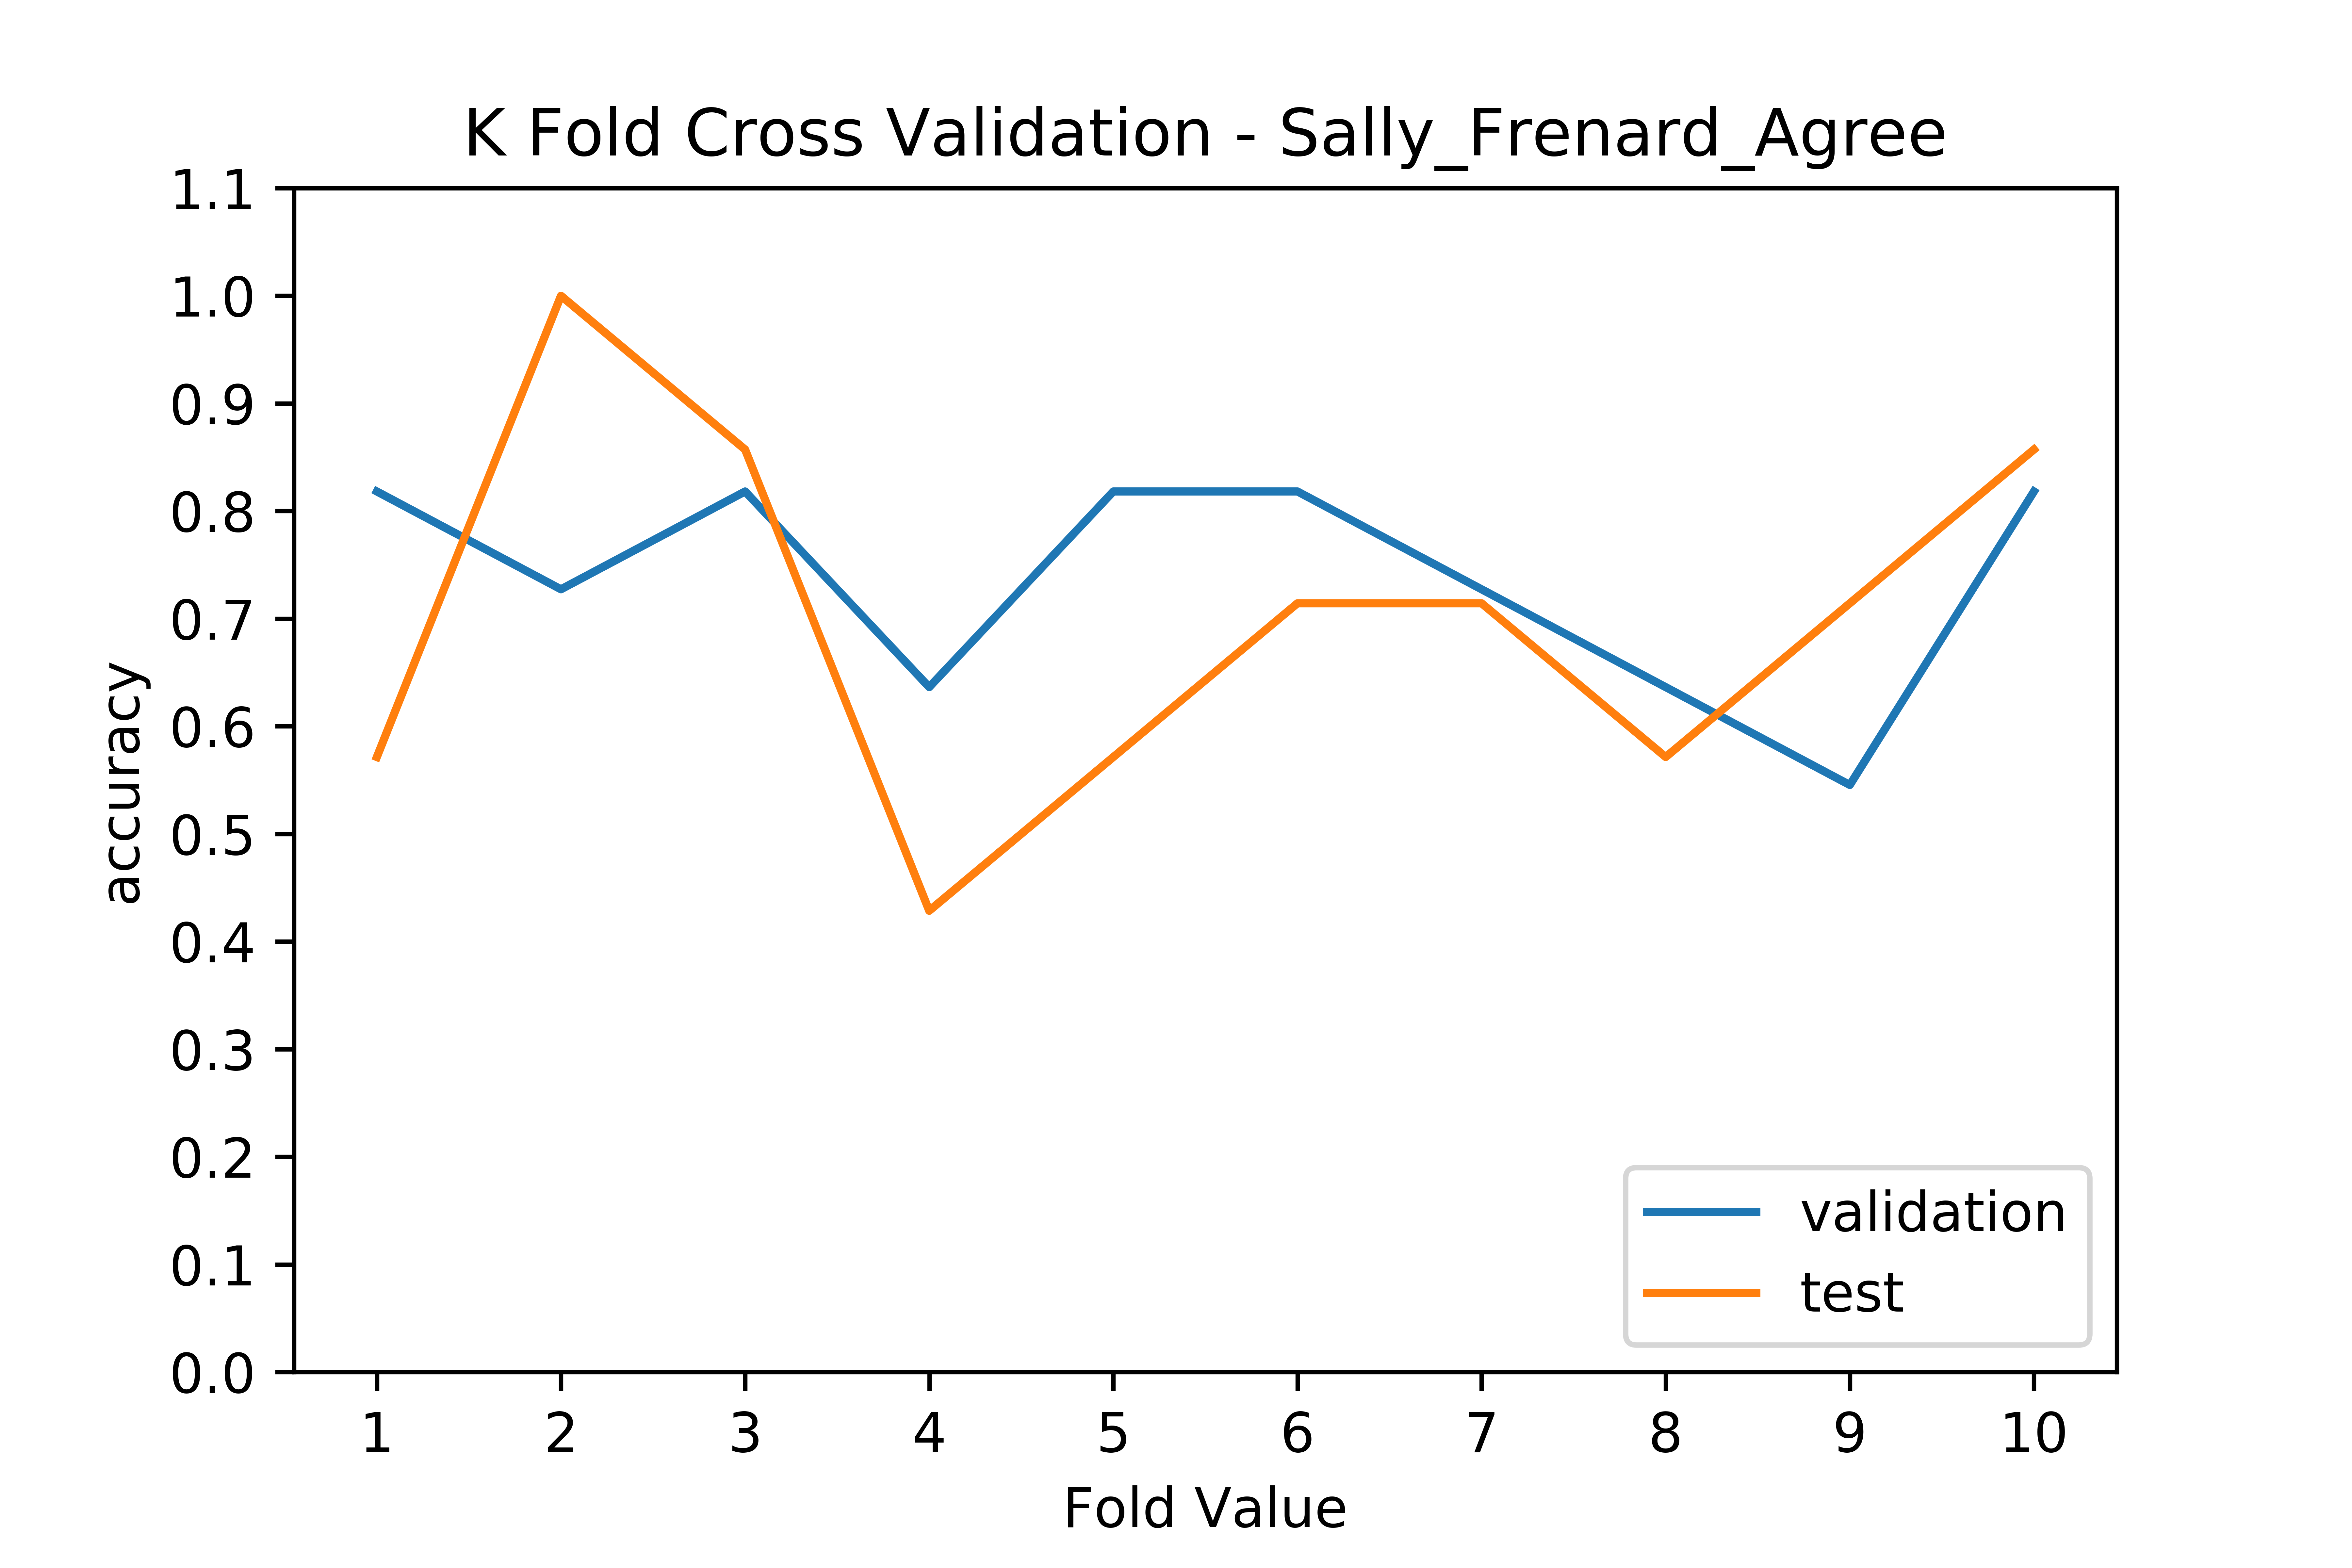 K Fold Cross Validation - Sally_Frenard_Agree
1.1
1.0
0.9
0.8
0.7
0.6
0.5
0.4
0.3
0.2
0.1
0.0
accuracy
validation
test
1 2 3 4 5 6 7 8 9 10
Fold Value